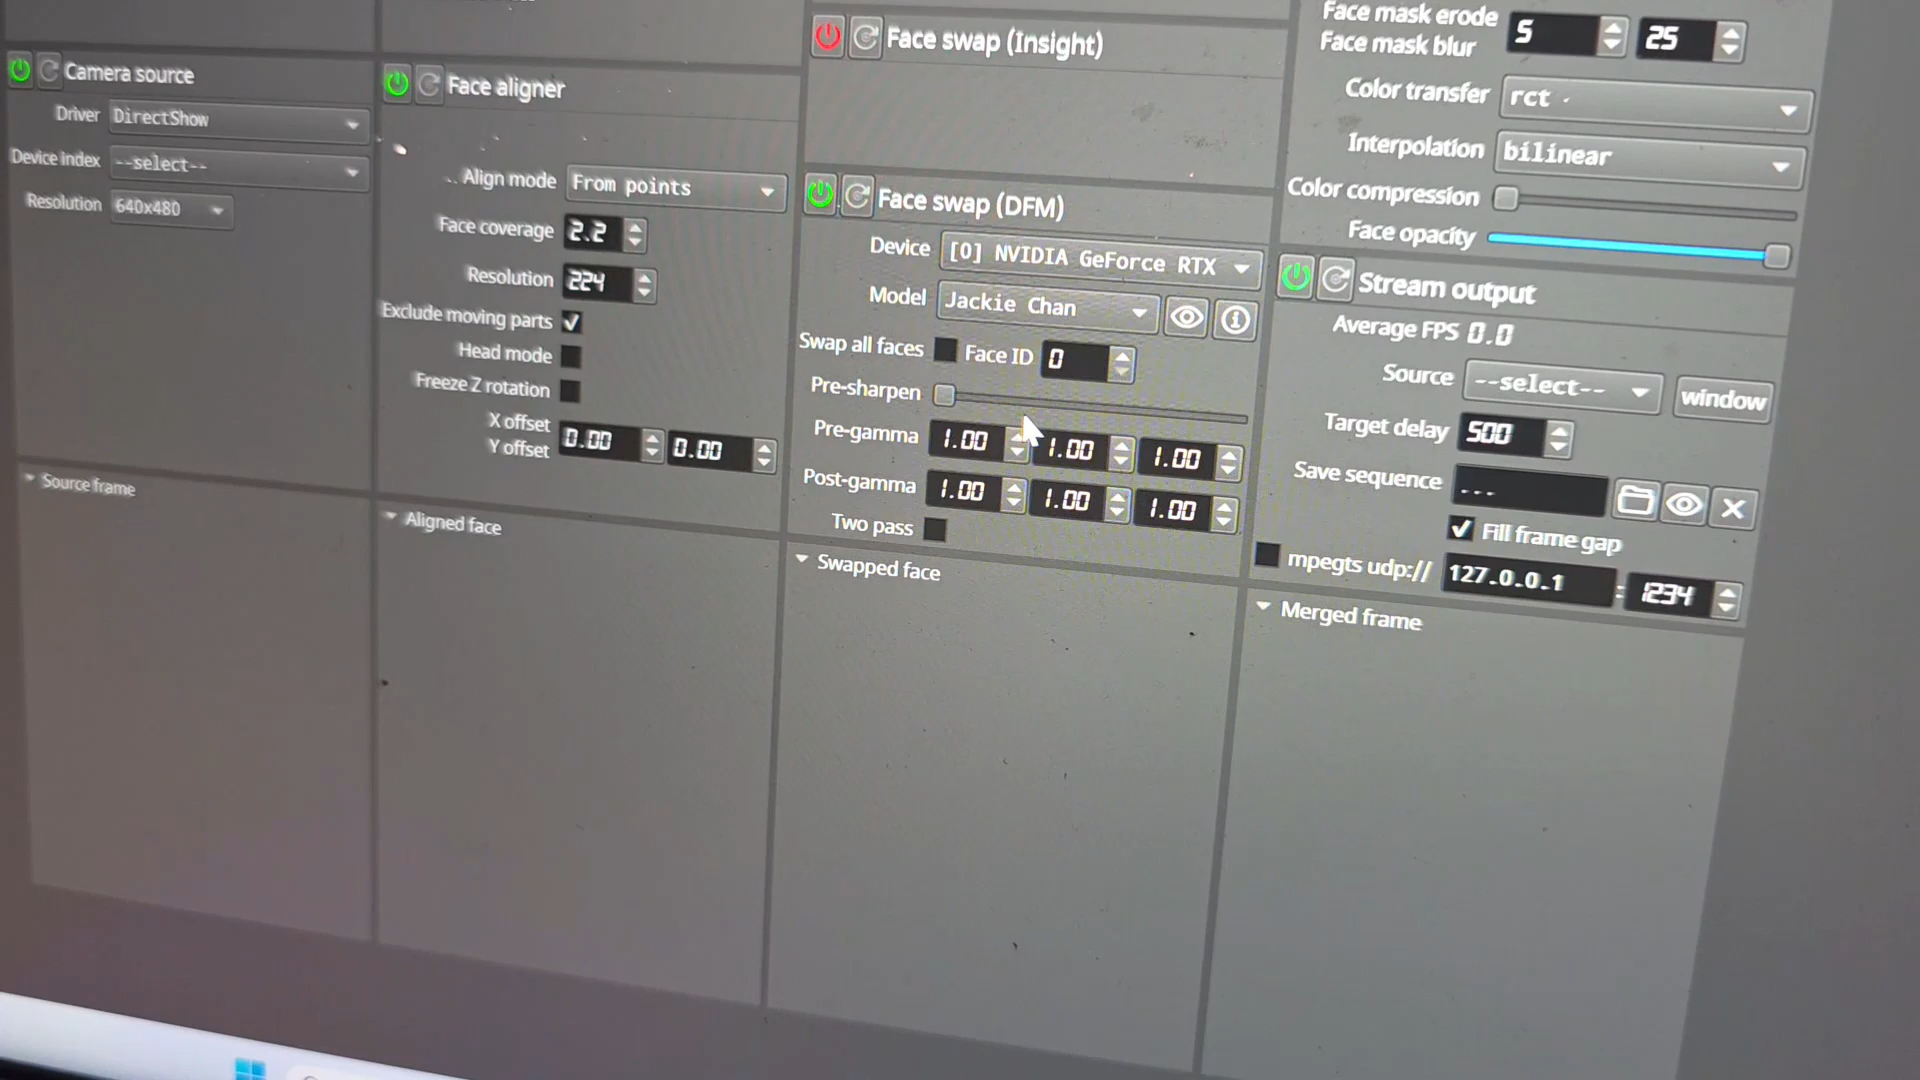 Camera source
Driver DirectShow
Device index --select--
Resolution 640x480
Source frame
Face aligner
Align mode From points
Face coverage 2.2
Resolution 224
Exclude moving parts
Head mode
Freeze Z rotation
X offset
Y offset
0.00 0.00
Aligned face
Face swap (Insight)
Face swap (DFM)
Device [0] NVIDIA GeForce RTX
Model Jackie Chan
Swap all faces Face ID 0
Pre-sharpen
Pre-gamma 1.00 1.00 1.00
Post-gamma 1.00 1.00 1.00
Two pass
Swapped face
Face mask erode
Face mask blur
5 25
Color transfer rct
Interpolation bilinear
Color compression
Face opacity
Stream output
Average FPS 0.0
Source --select-- window
Target delay 500
Save sequence ...
Fill frame gap
mpegts udp:// 127.0.0.1 : 1234
Merged frame